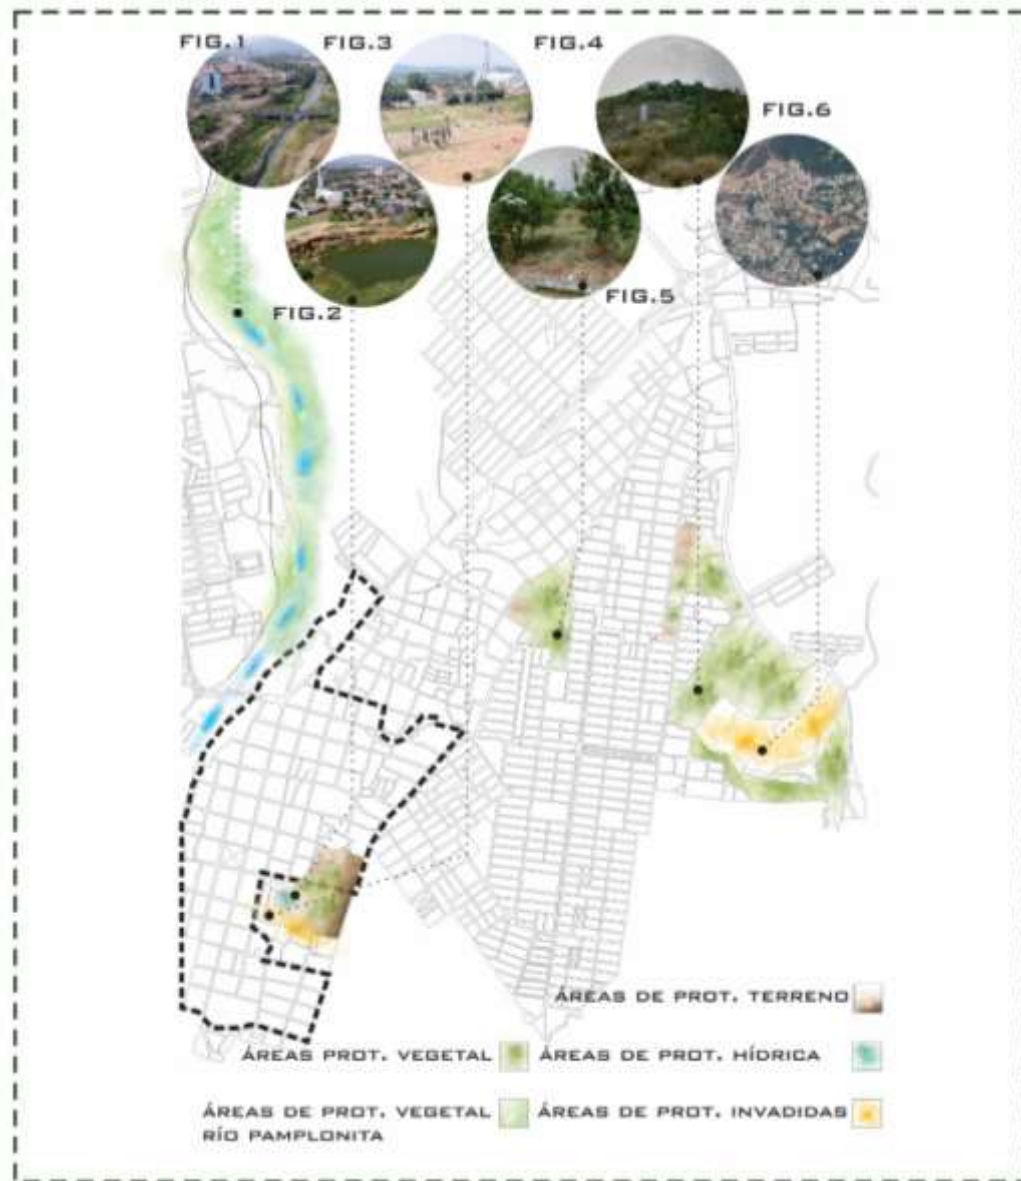 FIG.1
FIG.3
FIG.4
FIG.6
FIG.2
FIG.5
ÁREAS DE PROT. TERRENO
ÁREAS PROT. VEGETAL
ÁREAS DE PROT. HÍDRICA
ÁREAS DE PROT. VEGETAL
RÍO PAMPLONITA
ÁREAS DE PROT. INVADIDAS